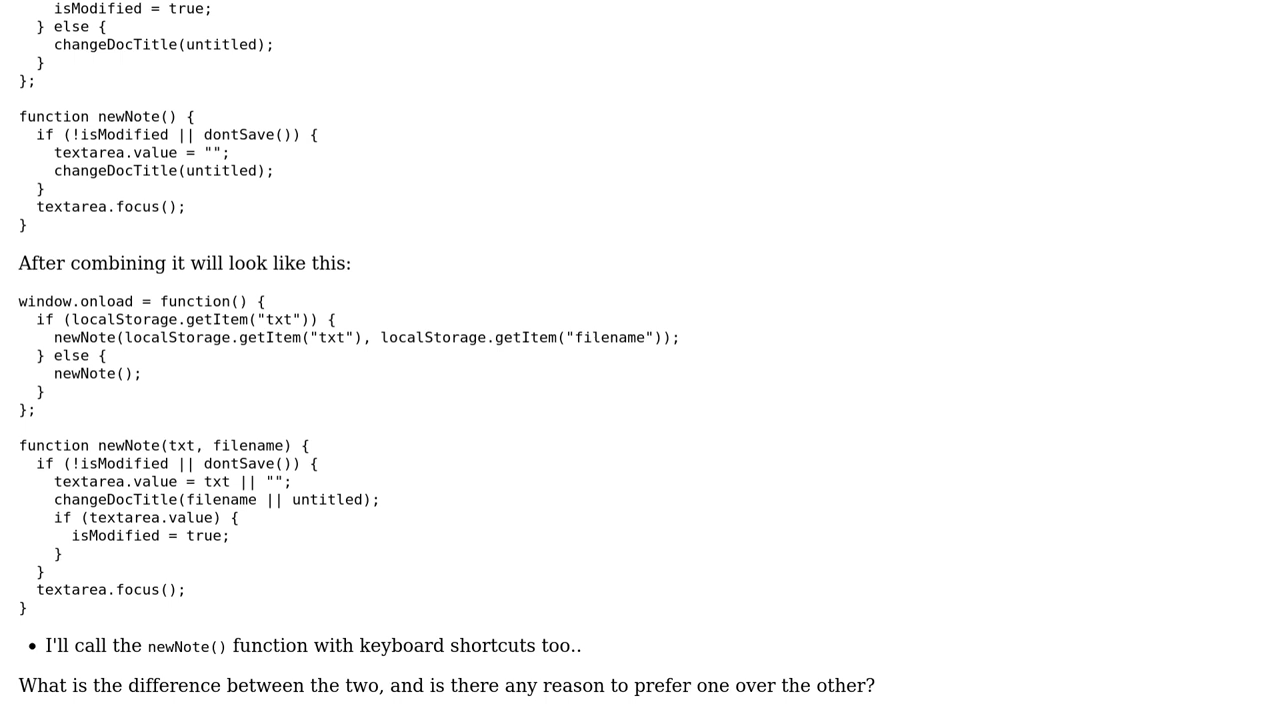 isModified = true;
  } else {
    changeDocTitle(untitled);
  }
};

function newNote() {
  if (!isModified || dontSave()) {
    textarea.value = "";
    changeDocTitle(untitled);
  }
  textarea.focus();
}

After combining it will look like this:

window.onload = function() {
  if (localStorage.getItem("txt")) {
    newNote(localStorage.getItem("txt"), localStorage.getItem("filename"));
  } else {
    newNote();
  }
};

function newNote(txt, filename) {
  if (!isModified || dontSave()) {
    textarea.value = txt || "";
    changeDocTitle(filename || untitled);
    if (textarea.value) {
      isModified = true;
    }
  }
  textarea.focus();
}

• I'll call the newNote() function with keyboard shortcuts too..

What is the difference between the two, and is there any reason to prefer one over the other?